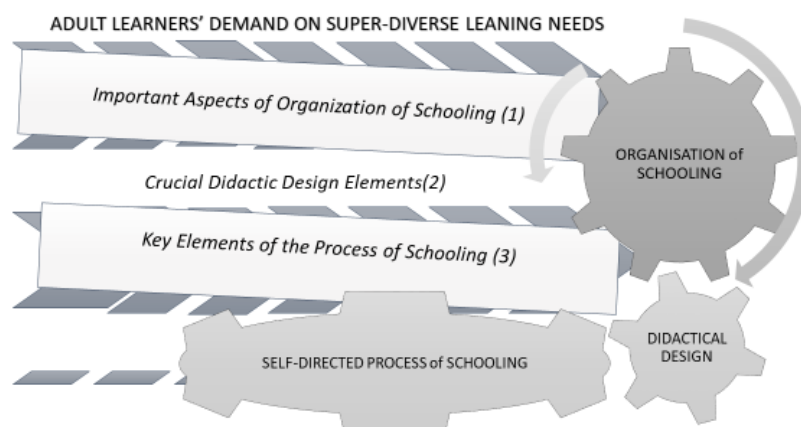 ADULT LEARNERS’ DEMAND ON SUPER-DIVERSE LEANING NEEDS
Important Aspects of Organization of Schooling (1)
ORGANISATION of
SCHOOLING
Crucial Didactic Design Elements(2)
Key Elements of the Process of Schooling (3)
DIDACTICAL
DESIGN
SELF-DIRECTED PROCESS of SCHOOLING